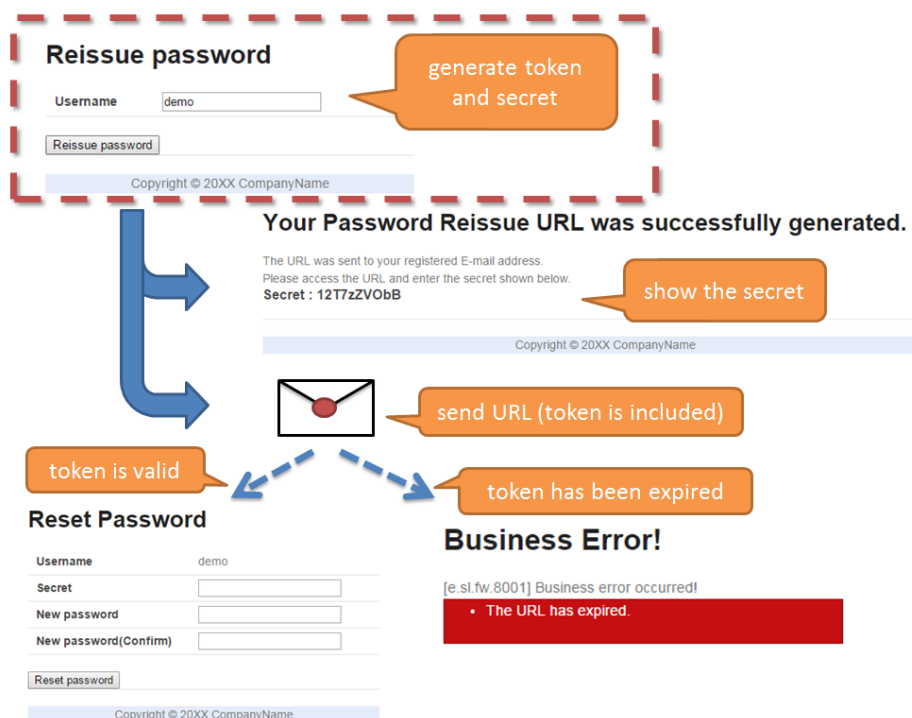 Reissue password
generate token
and secret
Username demo
Reissue password
Copyright © 20XX CompanyName
Your Password Reissue URL was successfully generated.
The URL was sent to your registered E-mail address.
Please access the URL and enter the secret shown below.
Secret : 12T7zZVObB
show the secret
Copyright © 20XX CompanyName
send URL (token is included)
token is valid
token has been expired
Reset Password
Username demo
Secret
New password
New password(Confirm)
Reset password
Copyright © 20XX CompanyName
Business Error!
[e.sl.fw.8001] Business error occurred!
• The URL has expired.